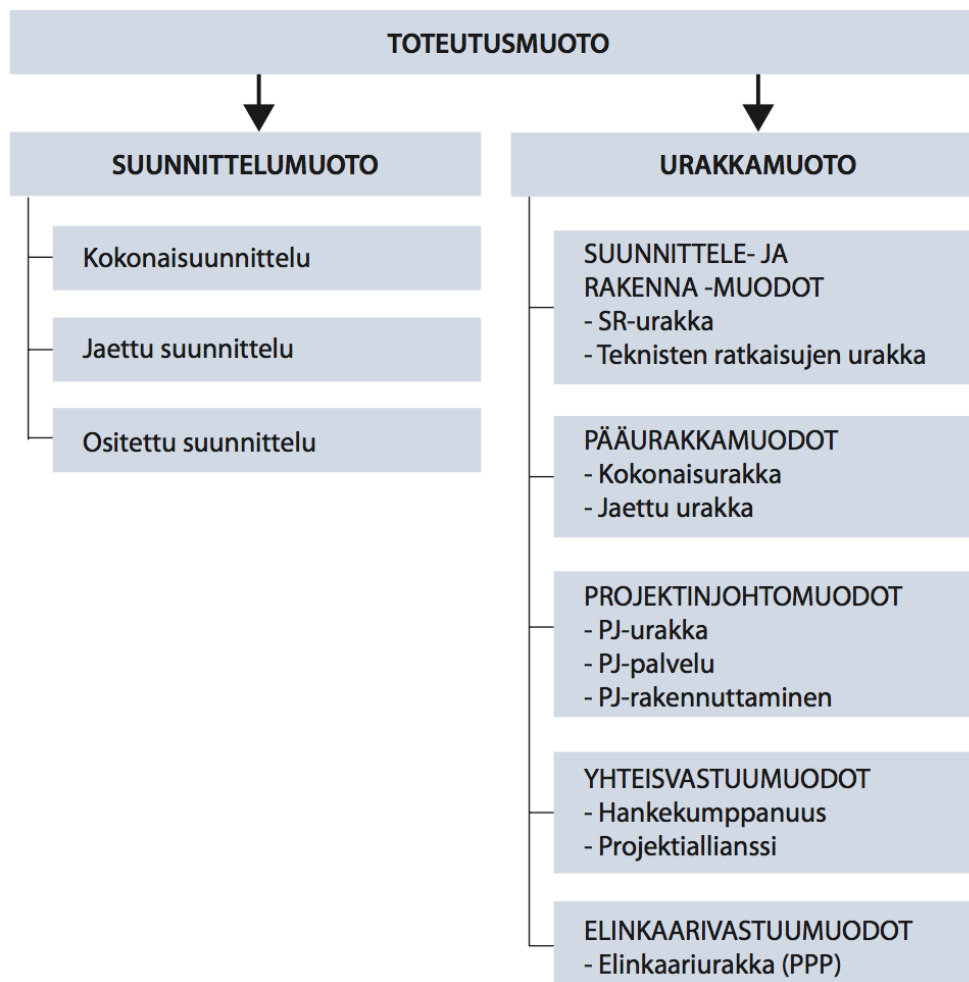 TOTEUTUSMUOTO
SUUNNITTELUMUOTO
Kokonaisuunnittelu
Jaettu suunnittelu
Ositettu suunnittelu
URAKKAMUOTO
SUUNNITTELE- JA
RAKENNA -MUODOT
- SR-urakka
- Teknisten ratkaisujen urakka
PÄÄURAKKAMUODOT
- Kokonaisurakka
- Jaettu urakka
PROJEKTINJOHTOMUODOT
- PJ-urakka
- PJ-palvelu
- PJ-rakennuttaminen
YHTEISVASTUUMUODOT
- Hankekumppanuus
- Projektiallianssi
ELINKAARIVASTUUMUODOT
- Elinkaariurakka (PPP)